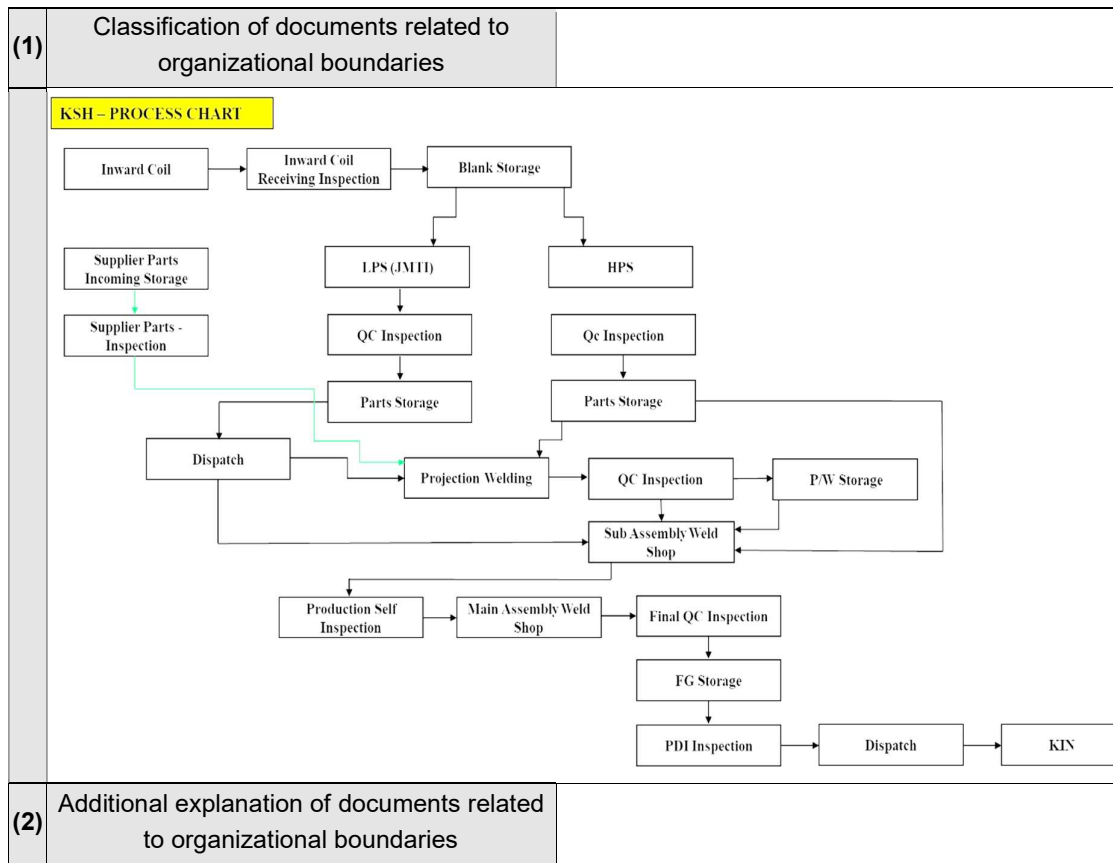 (1)
Classification of documents related to
organizational boundaries
KSH – PROCESS CHART
Inward Coil
Inward Coil
Receiving Inspection
Blank Storage
Supplier Parts
Incoming Storage
LPS (JMTI)
HPS
Supplier Parts -
Inspection
QC Inspection
Qc Inspection
Parts Storage
Parts Storage
Dispatch
Projection Welding
QC Inspection
P/W Storage
Sub Assembly Weld
Shop
Production Self
Inspection
Main Assembly Weld
Shop
Final QC Inspection
FG Storage
PDI Inspection
Dispatch
KIN
(2)
Additional explanation of documents related
to organizational boundaries